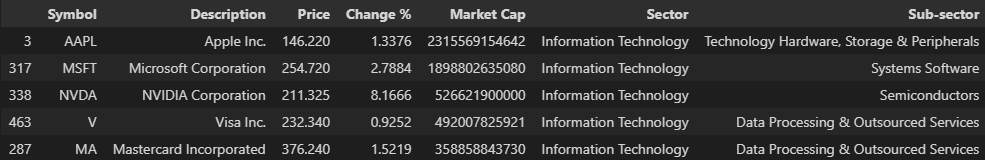 Symbol Description Price Change % Market Cap Sector Sub-sector
3 AAPL Apple Inc. 146.220 1.3376 2315569154642 Information Technology Technology Hardware, Storage & Peripherals
317 MSFT Microsoft Corporation 254.720 2.7884 1898802635080 Information Technology Systems Software
338 NVDA NVIDIA Corporation 211.325 8.1666 526621900000 Information Technology Semiconductors
463 V Visa Inc. 232.340 0.9252 492007825921 Information Technology Data Processing & Outsourced Services
287 MA Mastercard Incorporated 376.240 1.5219 358858843730 Information Technology Data Processing & Outsourced Services